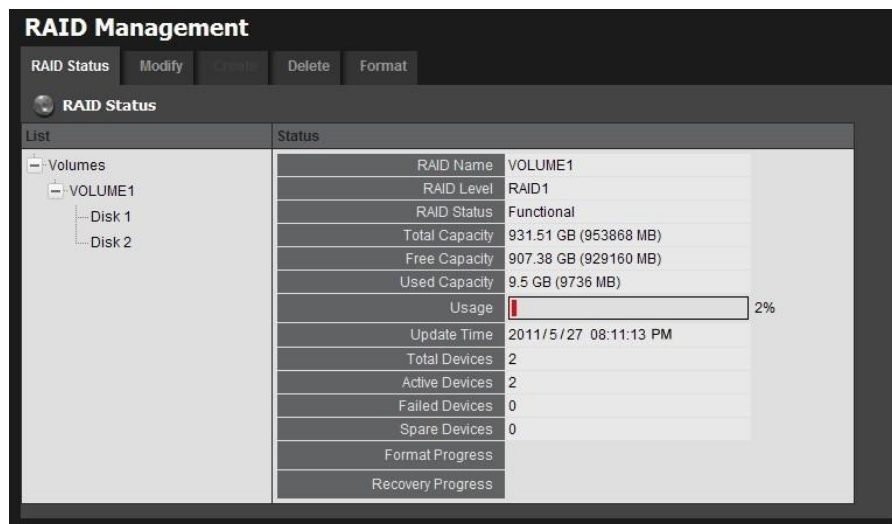 RAID Management
RAID Status Modify Create Delete Format
RAID Status
List Status
Volumes
VOLUME1
Disk 1
Disk 2
RAID Name VOLUME1
RAID Level RAID1
RAID Status Functional
Total Capacity 931.51 GB (953868 MB)
Free Capacity 907.38 GB (929160 MB)
Used Capacity 9.5 GB (9736 MB)
Usage 2%
Update Time 2011/5/27 08:11:13 PM
Total Devices 2
Active Devices 2
Failed Devices 0
Spare Devices 0
Format Progress
Recovery Progress